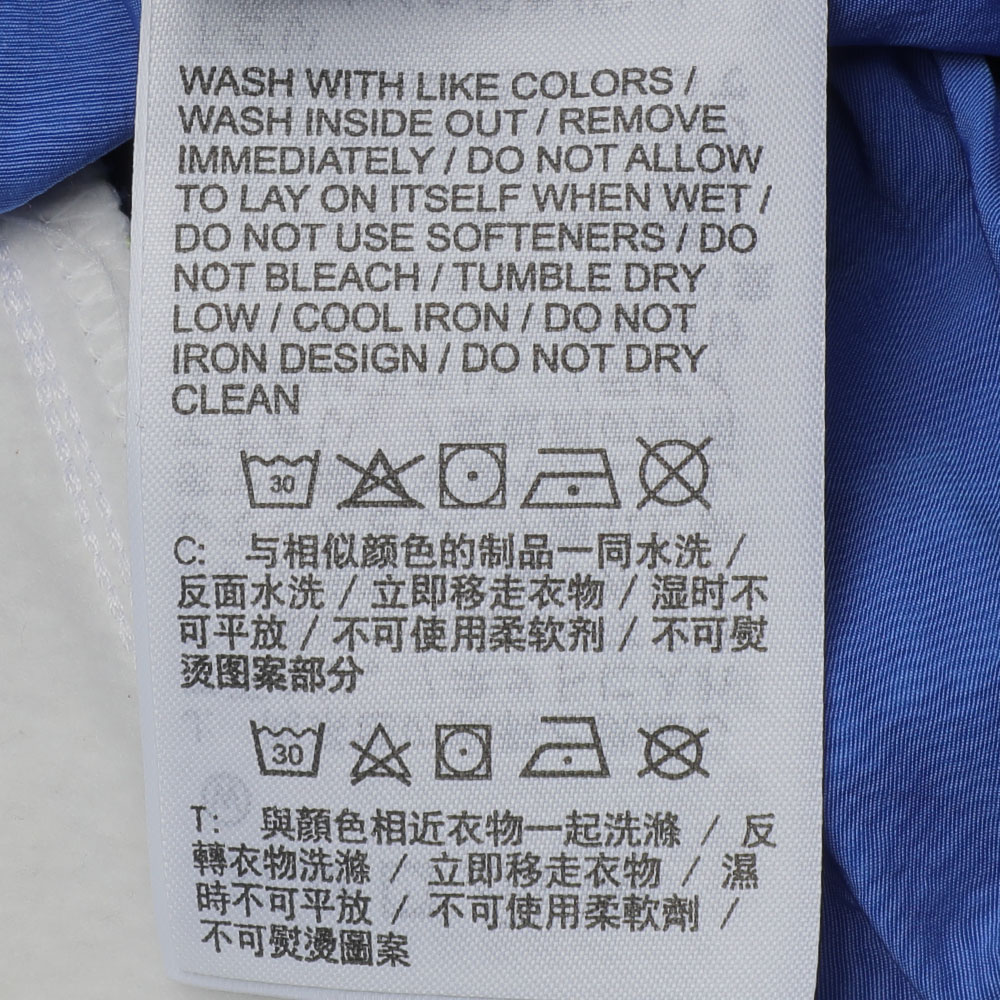 WASH WITH LIKE COLORS /
WASH INSIDE OUT / REMOVE
IMMEDIATELY / DO NOT ALLOW
TO LAY ON ITSELF WHEN WET /
DO NOT USE SOFTENERS / DO
NOT BLEACH / TUMBLE DRY
LOW / COOL IRON / DO NOT
IRON DESIGN / DO NOT DRY
CLEAN
30
C: 与相似颜色的制品一同水洗 /
反面水洗 / 立即移走衣物 / 湿时不
可平放 / 不可使用柔软剂 / 不可熨
烫图案部分
30
T: 與顏色相近衣物一起洗滌 / 反
轉衣物洗滌 / 立即移走衣物 / 濕
時不可平放 / 不可使用柔軟劑 /
不可熨燙圖案